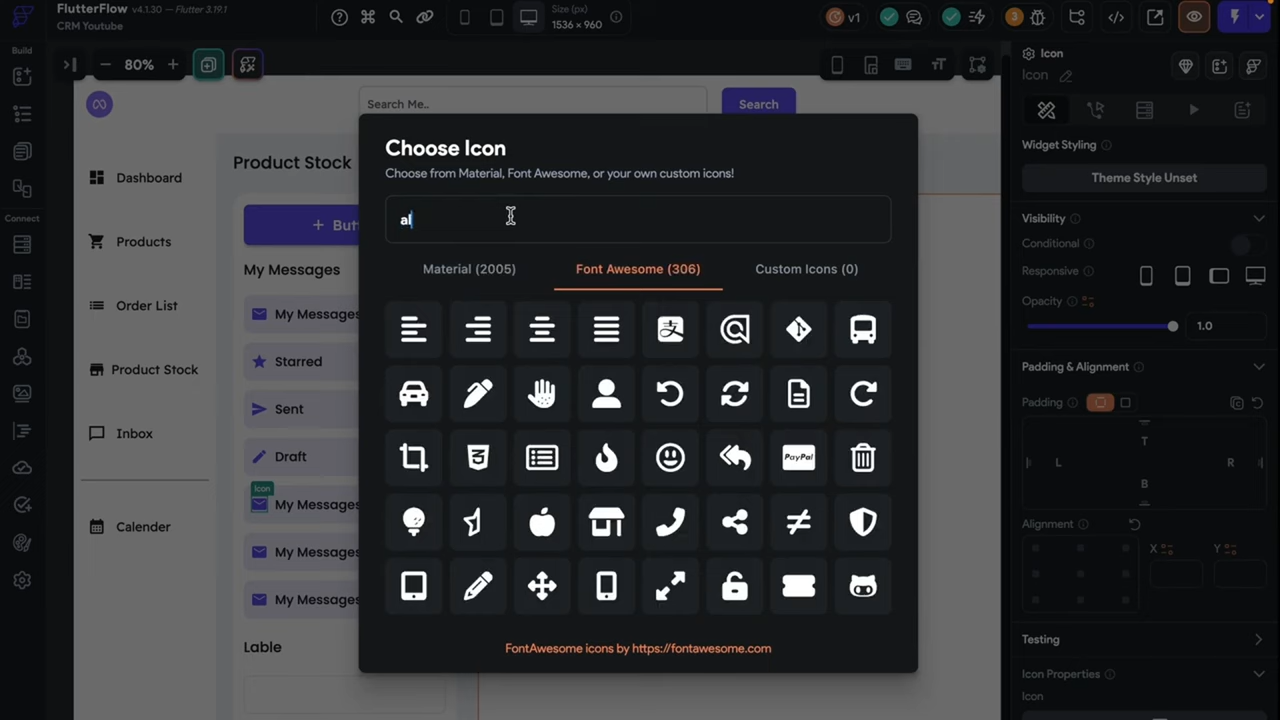 FlutterFlow v4.1.30 - Flutter 3.19.1
CRM Youtube
Size (px)
1536 × 960
v1
3
Build
Connect
80%
Search Me..
Search
Dashboard
Products
Order List
Product Stock
Inbox
Calender
Product Stock
+ Butt
My Messages
My Messages
Starred
Sent
Draft
Icon
My Messages
My Messages
My Messages
Lable
Choose Icon
Choose from Material, Font Awesome, or your own custom icons!
al
Material (2005)
Font Awesome (306)
Custom Icons (0)
PayPal
FontAwesome icons by https://fontawesome.com
Icon
Icon
Widget Styling
Theme Style Unset
Visibility
Conditional
Responsive
Opacity
1.0
Padding & Alignment
Padding
T
L
R
B
Alignment
X
Y
Testing
Icon Properties
Icon